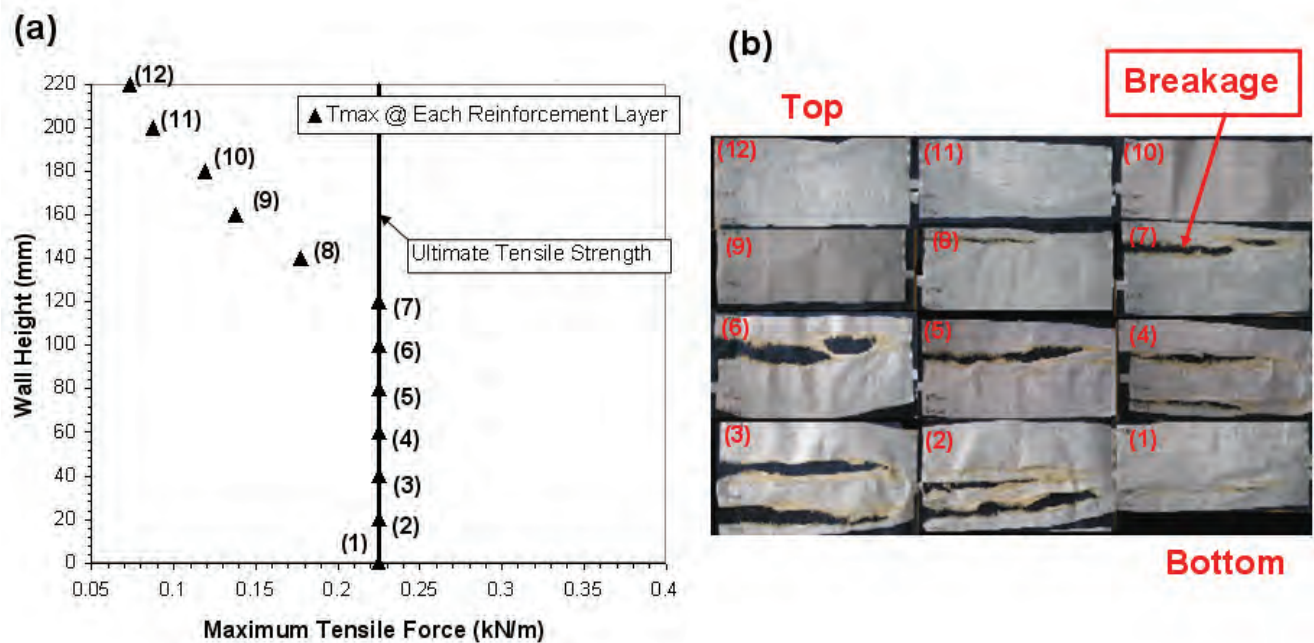 (a)
220
200
180
160
140
120
100
80
60
40
20
0
Wall Height (mm)
(12)
(11)
(10)
(9)
(8)
(7)
(6)
(5)
(4)
(3)
(2)
(1)
▲ Tmax @ Each Reinforcement Layer
Ultimate Tensile Strength
0.05 0.1 0.15 0.2 0.25 0.3 0.35 0.4
Maximum Tensile Force (kN/m)
(b)
Breakage
Top
(12) (11) (10)
(9) (8) (7)
(6) (5) (4)
(3) (2) (1)
Bottom